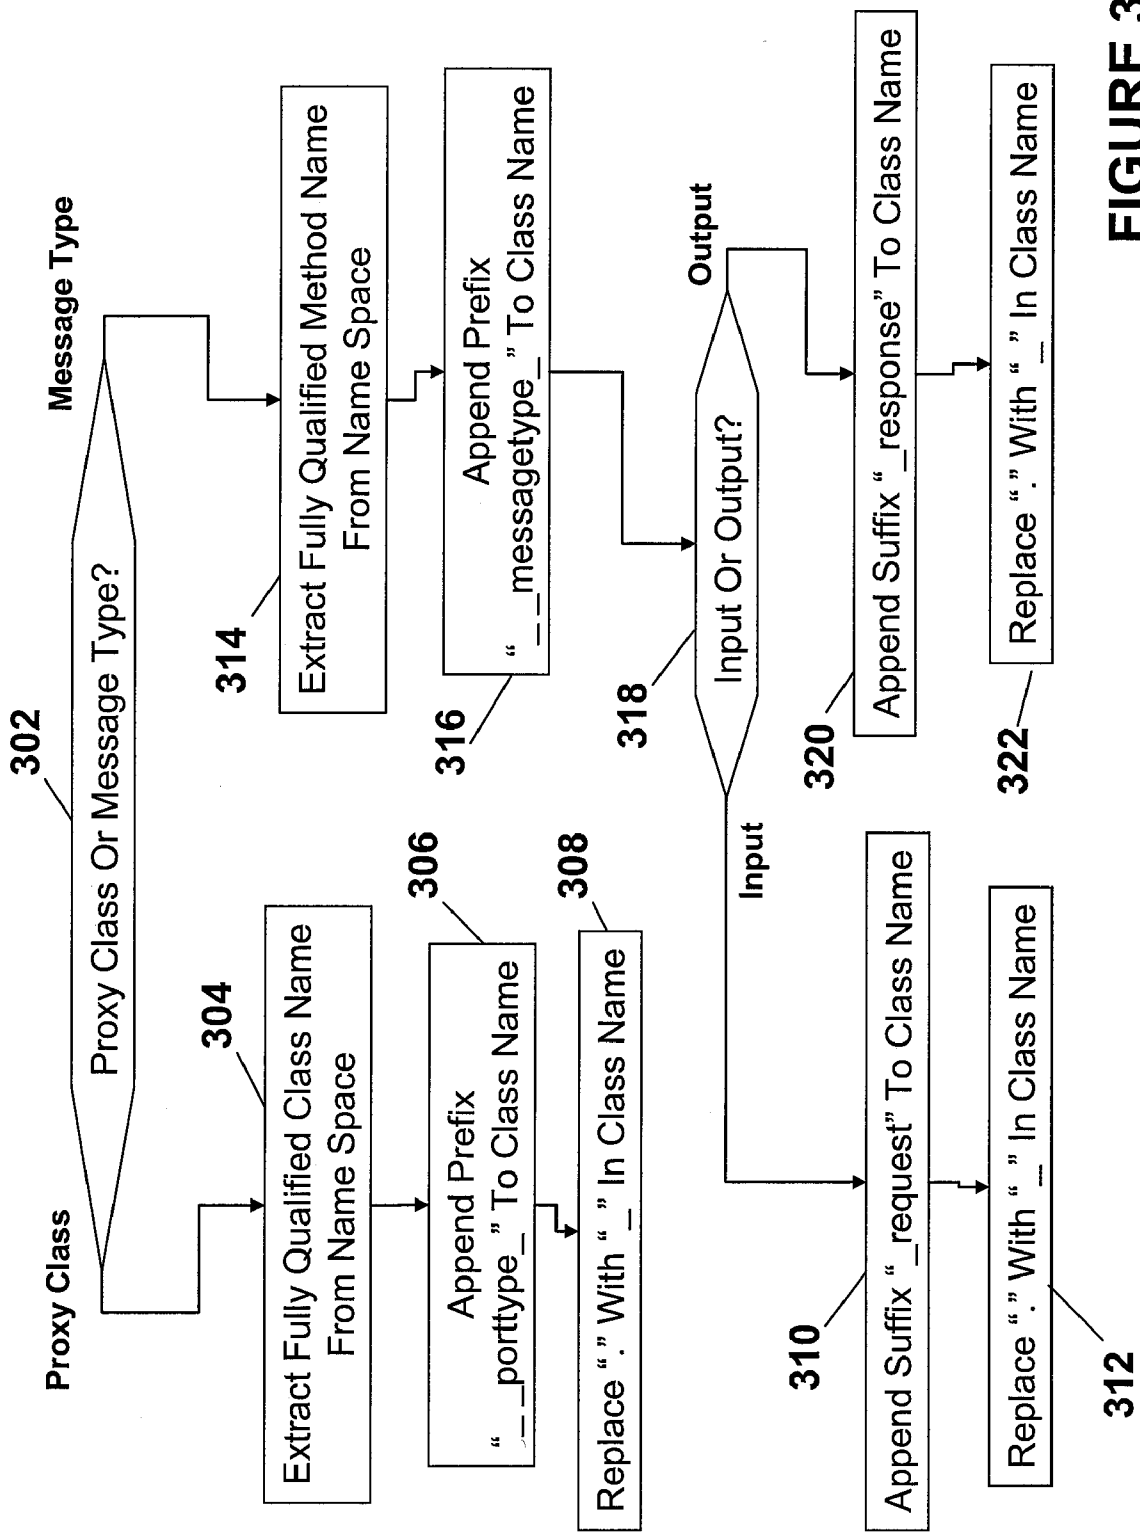 302
Proxy Class Or Message Type?
Proxy Class
Message Type
304
Extract Fully Qualified Class Name
From Name Space
306
Append Prefix
“__porttype_” To Class Name
308
Replace “.” With “_” In Class Name
314
Extract Fully Qualified Method Name
From Name Space
316
Append Prefix
“__messagetype_” To Class Name
318
Input Or Output?
Input
Output
310
Append Suffix “_request” To Class Name
312
Replace “.” With “_” In Class Name
320
Append Suffix “_response” To Class Name
322
Replace “.” With “_” In Class Name
FIGURE 3